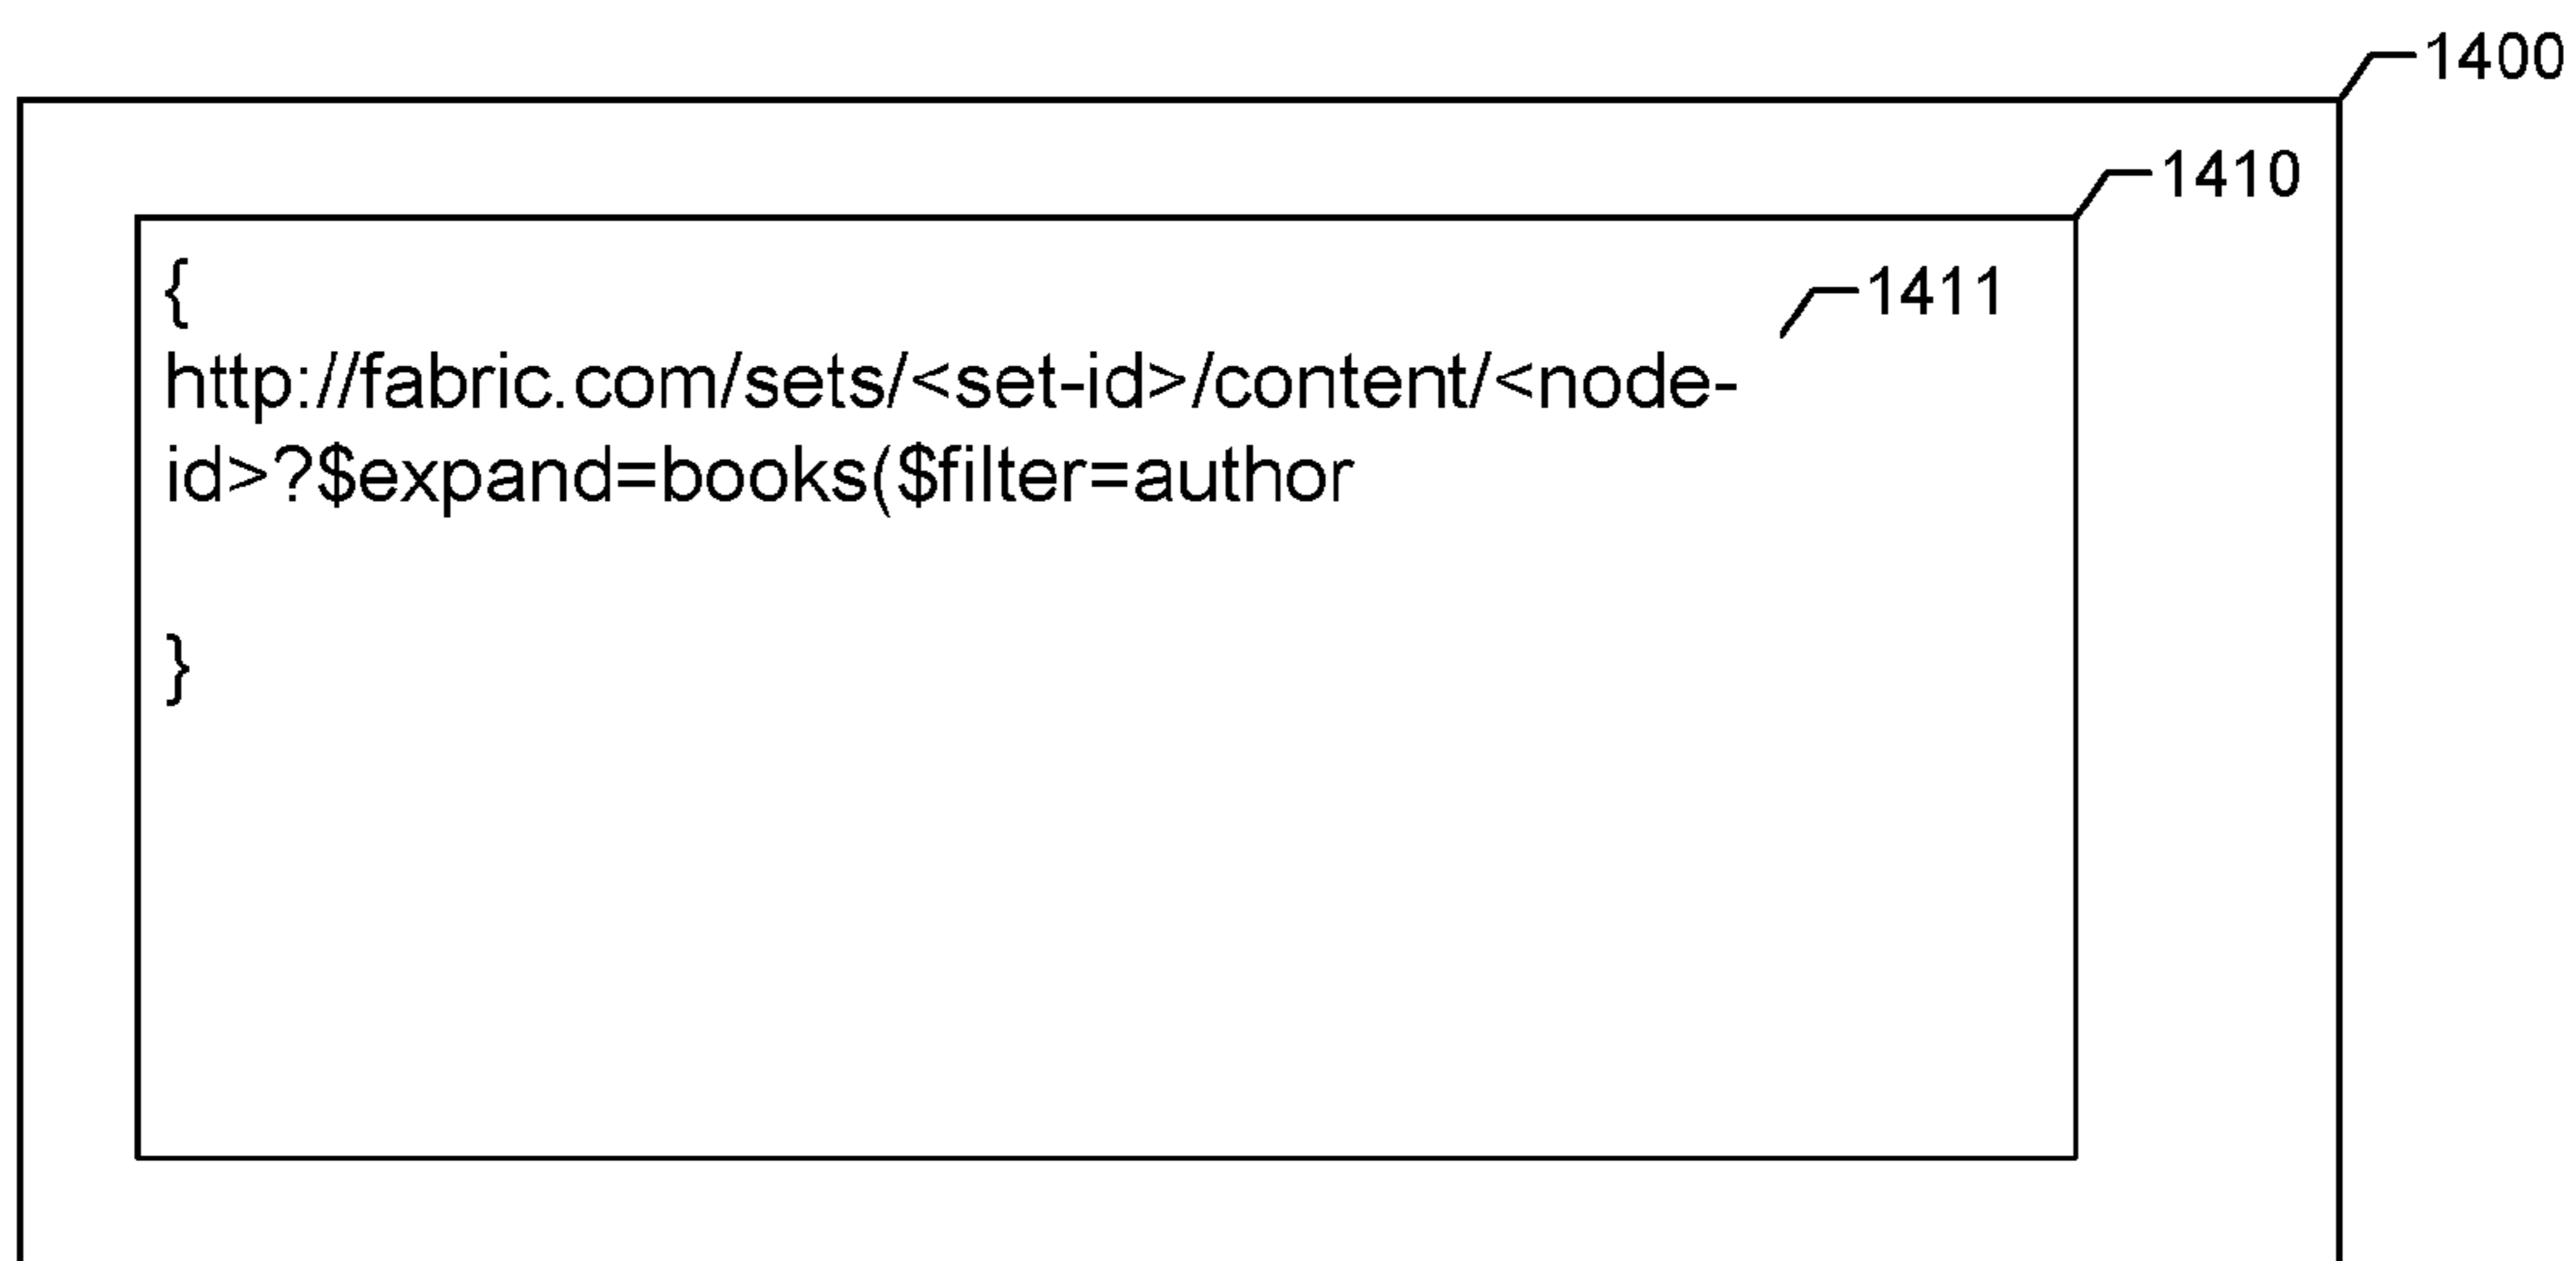 1400
1410
{
1411
http://fabric.com/sets/<set-id>/content/<node-
id>?$expand=books($filter=author
}